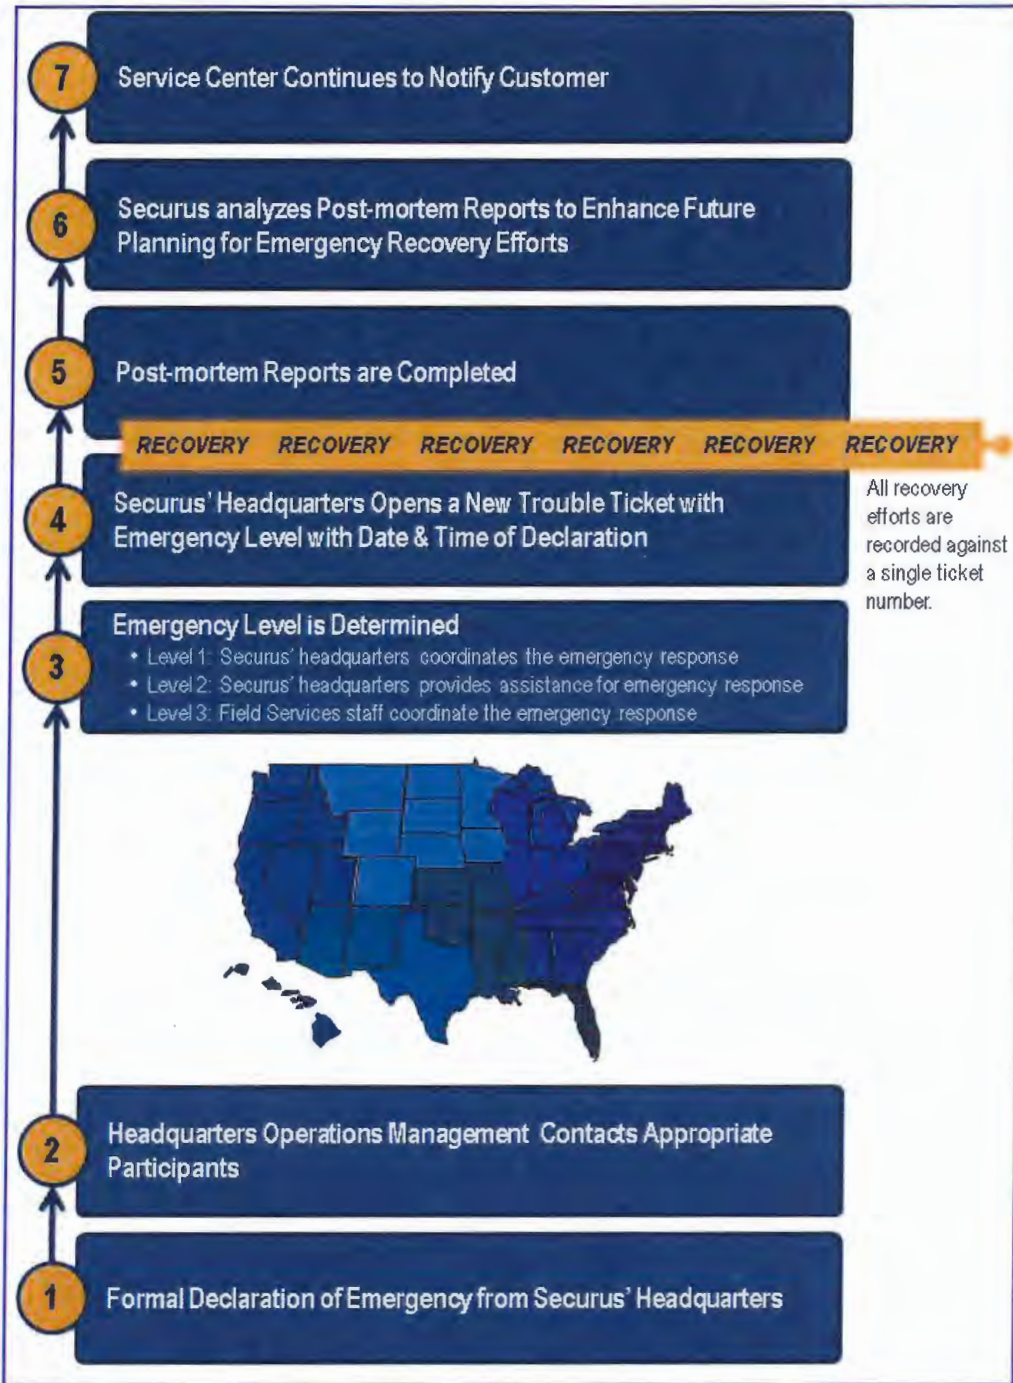 7
Service Center Continues to Notify Customer
6
Securus analyzes Post-mortem Reports to Enhance Future
Planning for Emergency Recovery Efforts
5
Post-mortem Reports are Completed
RECOVERY RECOVERY RECOVERY RECOVERY RECOVERY RECOVERY
4
Securus' Headquarters Opens a New Trouble Ticket with
Emergency Level with Date & Time of Declaration
All recovery
efforts are
recorded against
a single ticket
number.
3
Emergency Level is Determined
• Level 1: Securus' headquarters coordinates the emergency response
• Level 2: Securus' headquarters provides assistance for emergency response
• Level 3: Field Services staff coordinate the emergency response
2
Headquarters Operations Management Contacts Appropriate
Participants
1
Formal Declaration of Emergency from Securus' Headquarters